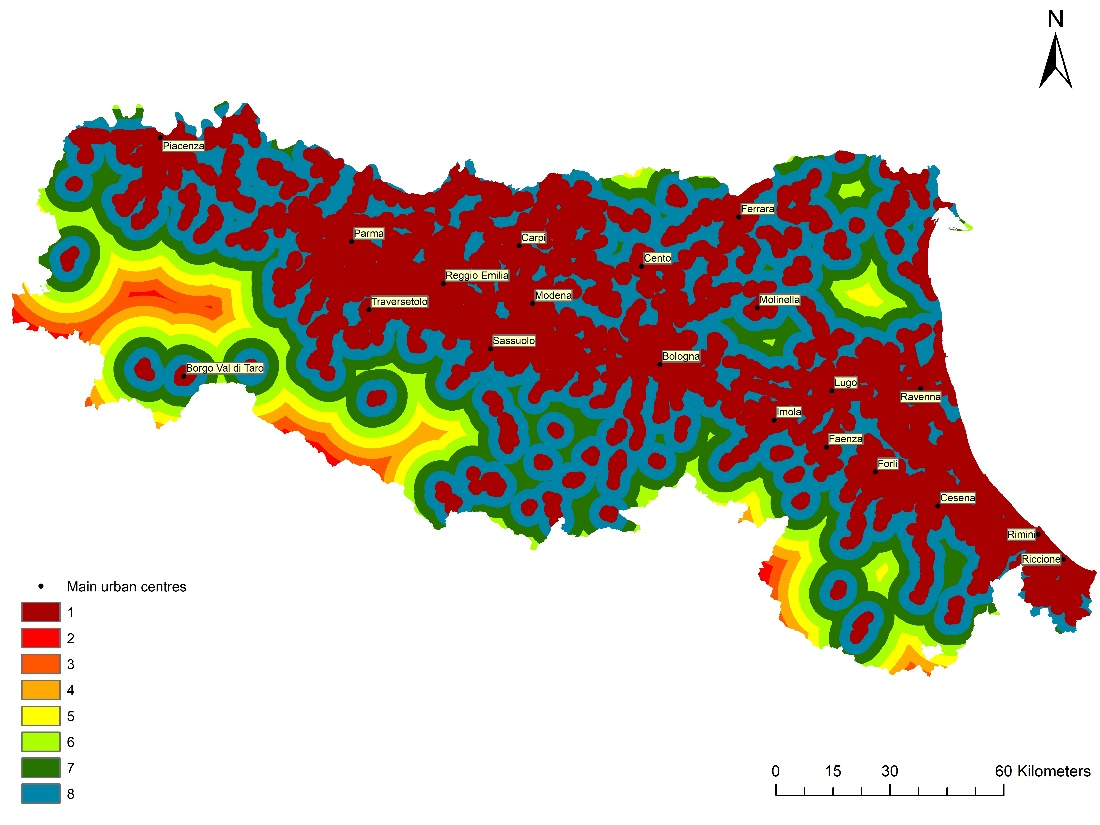 N
Piacenza
Ferrara
Parma
Carpi
Cento
Reggio Emilia
Modena
Traversetolo
Molinella
Sassuolo
Bologna
Borgo Val di Taro
Lugo
Ravenna
Imola
Faenza
Forlì
Cesena
Rimini
Riccione
Main urban centres
1
2
3
4
5
6
7
8
0 15 30 60 Kilometers